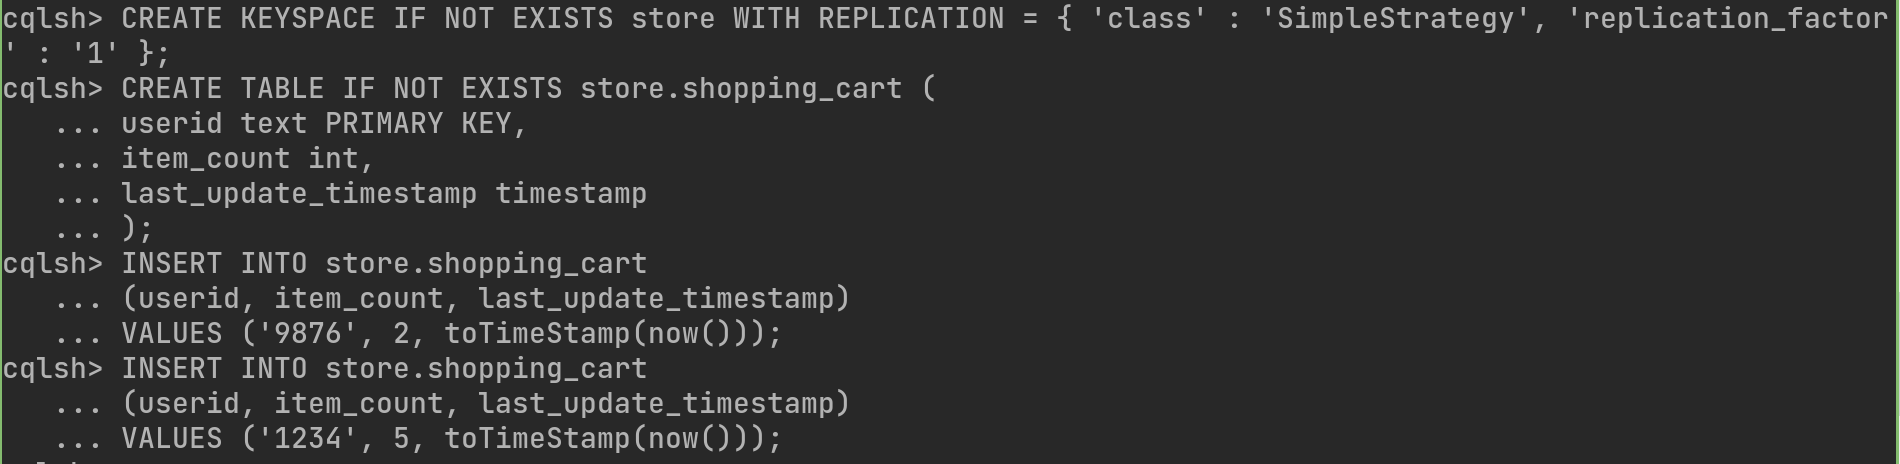 cqlsh> CREATE KEYSPACE IF NOT EXISTS store WITH REPLICATION = { 'class' : 'SimpleStrategy', 'replication_factor
' : '1' };
cqlsh> CREATE TABLE IF NOT EXISTS store.shopping_cart (
   ... userid text PRIMARY KEY,
   ... item_count int,
   ... last_update_timestamp timestamp
   ... );
cqlsh> INSERT INTO store.shopping_cart
   ... (userid, item_count, last_update_timestamp)
   ... VALUES ('9876', 2, toTimeStamp(now()));
cqlsh> INSERT INTO store.shopping_cart
   ... (userid, item_count, last_update_timestamp)
   ... VALUES ('1234', 5, toTimeStamp(now()));